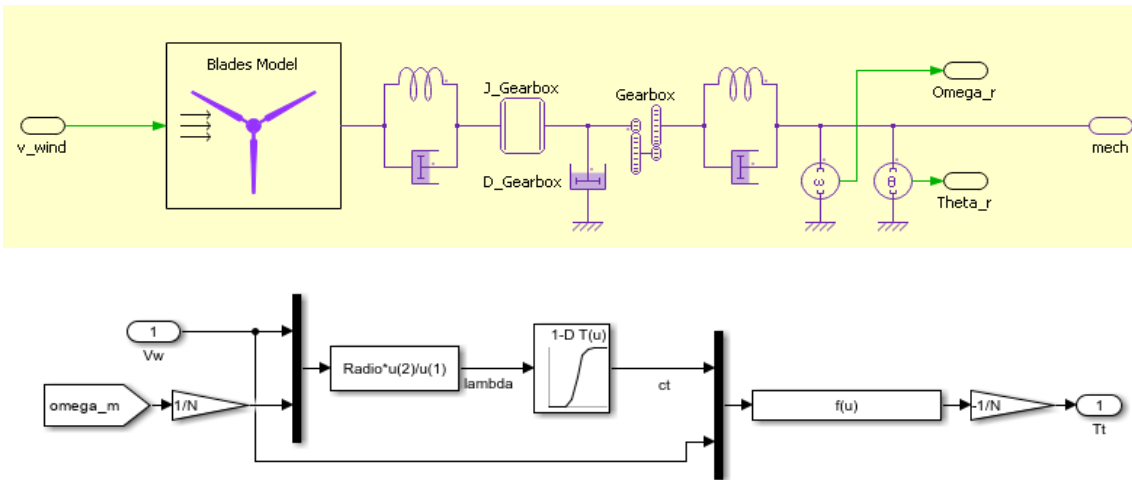 Blades Model
v_wind
J_Gearbox
D_Gearbox
Gearbox
ω
θ
Omega_r
Theta_r
mech
1
Vw
omega_m
1/N
Radio*u(2)/u(1)
lambda
1-D T(u)
ct
f(u)
-1/N
1
Tt